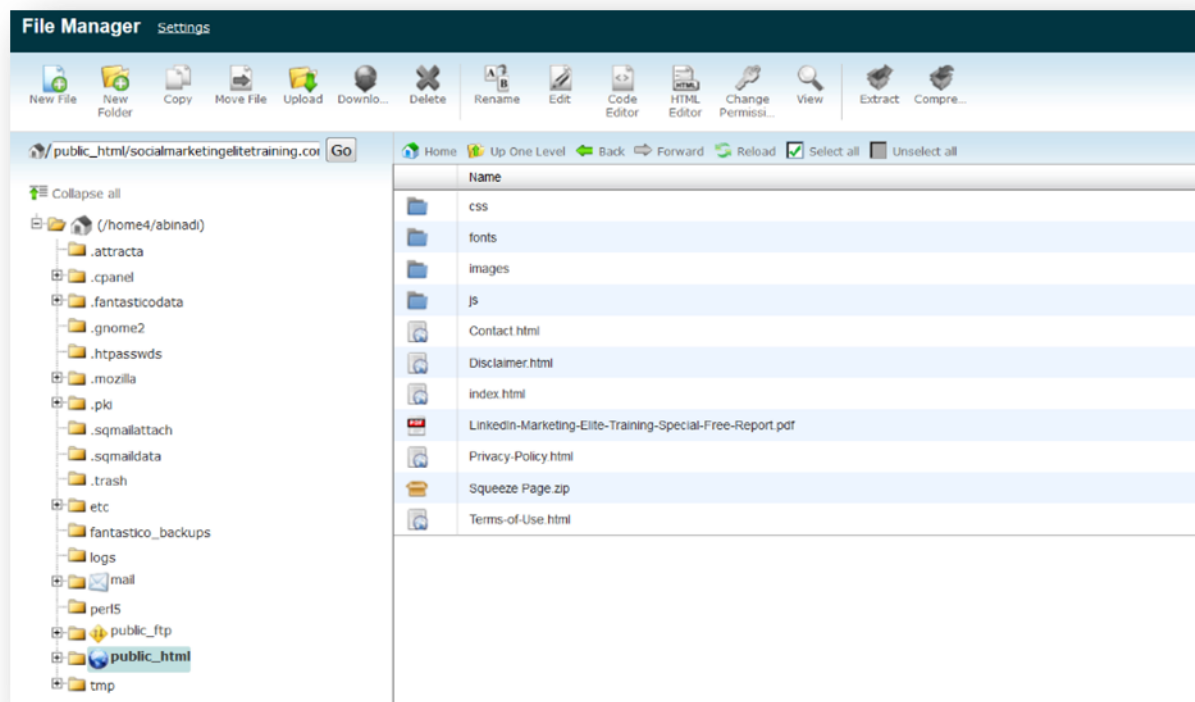 File Manager Settings
New File New Folder Copy Move File Upload Downlo... Delete Rename Edit Code Editor HTML Editor Change Permissi... View Extract Compre...
/ public_html/socialmarketingelitetraining.cor Go
Home Up One Level Back Forward Reload Select all Unselect all
Collapse all
(/home4/abinadi)
.attracta
.cpanel
.fantasticodata
.gnome2
.htpasswds
.mozilla
.pki
.sqmailattach
.sqmaildata
.trash
etc
fantastico_backups
logs
mail
perl5
public_ftp
public_html
tmp
Name
css
fonts
images
js
Contact.html
Disclaimer.html
index.html
LinkedIn-Marketing-Elite-Training-Special-Free-Report.pdf
Privacy-Policy.html
Squeeze Page.zip
Terms-of-Use.html